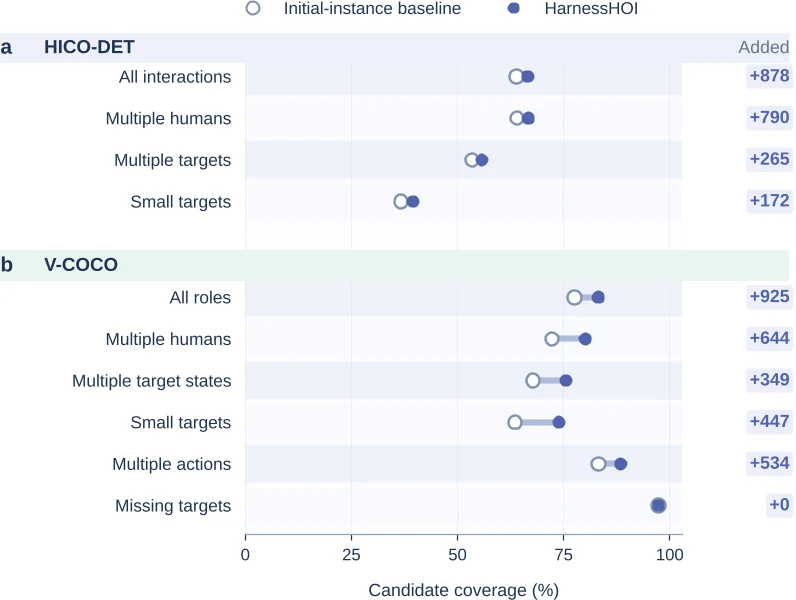 Initial-instance baseline HarnessHOI
a HICO-DET Added
All interactions +878
Multiple humans +790
Multiple targets +265
Small targets +172
b V-COCO
All roles +925
Multiple humans +644
Multiple target states +349
Small targets +447
Multiple actions +534
Missing targets +0
0 25 50 75 100
Candidate coverage (%)